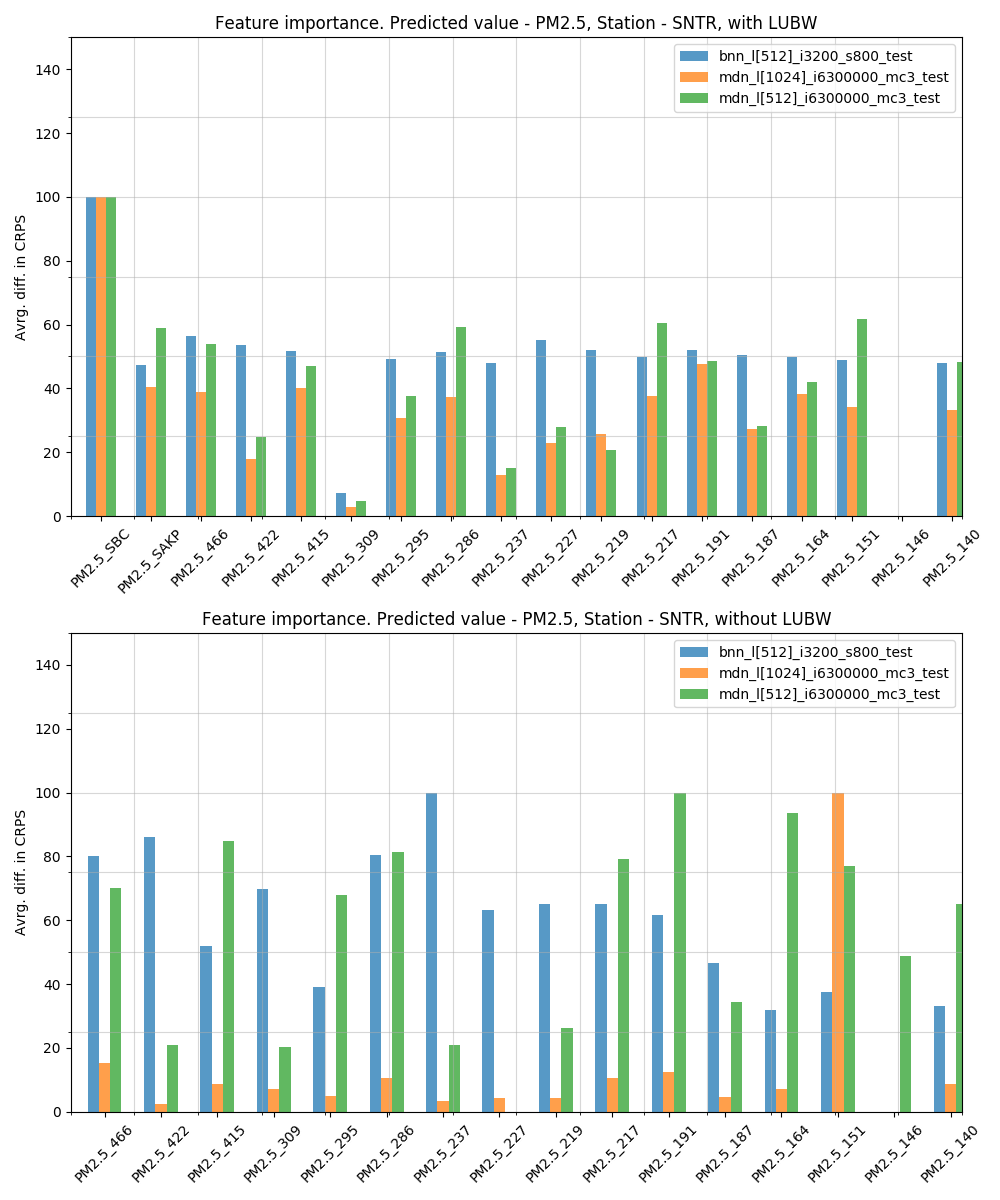 Feature importance. Predicted value - PM2.5, Station - SNTR, with LUBW
bnn_l[512]_i3200_s800_test
mdn_l[1024]_i6300000_mc3_test
mdn_l[512]_i6300000_mc3_test
Avrg. diff. in CRPS
140
120
100
80
60
40
20
0
PM2.5_SBC
PM2.5_SAKP
PM2.5_466
PM2.5_422
PM2.5_415
PM2.5_309
PM2.5_295
PM2.5_286
PM2.5_237
PM2.5_227
PM2.5_219
PM2.5_217
PM2.5_191
PM2.5_187
PM2.5_164
PM2.5_151
PM2.5_146
PM2.5_140
Feature importance. Predicted value - PM2.5, Station - SNTR, without LUBW
bnn_l[512]_i3200_s800_test
mdn_l[1024]_i6300000_mc3_test
mdn_l[512]_i6300000_mc3_test
Avrg. diff. in CRPS
140
120
100
80
60
40
20
0
PM2.5_466
PM2.5_422
PM2.5_415
PM2.5_309
PM2.5_295
PM2.5_286
PM2.5_237
PM2.5_227
PM2.5_219
PM2.5_217
PM2.5_191
PM2.5_187
PM2.5_164
PM2.5_151
PM2.5_146
PM2.5_140